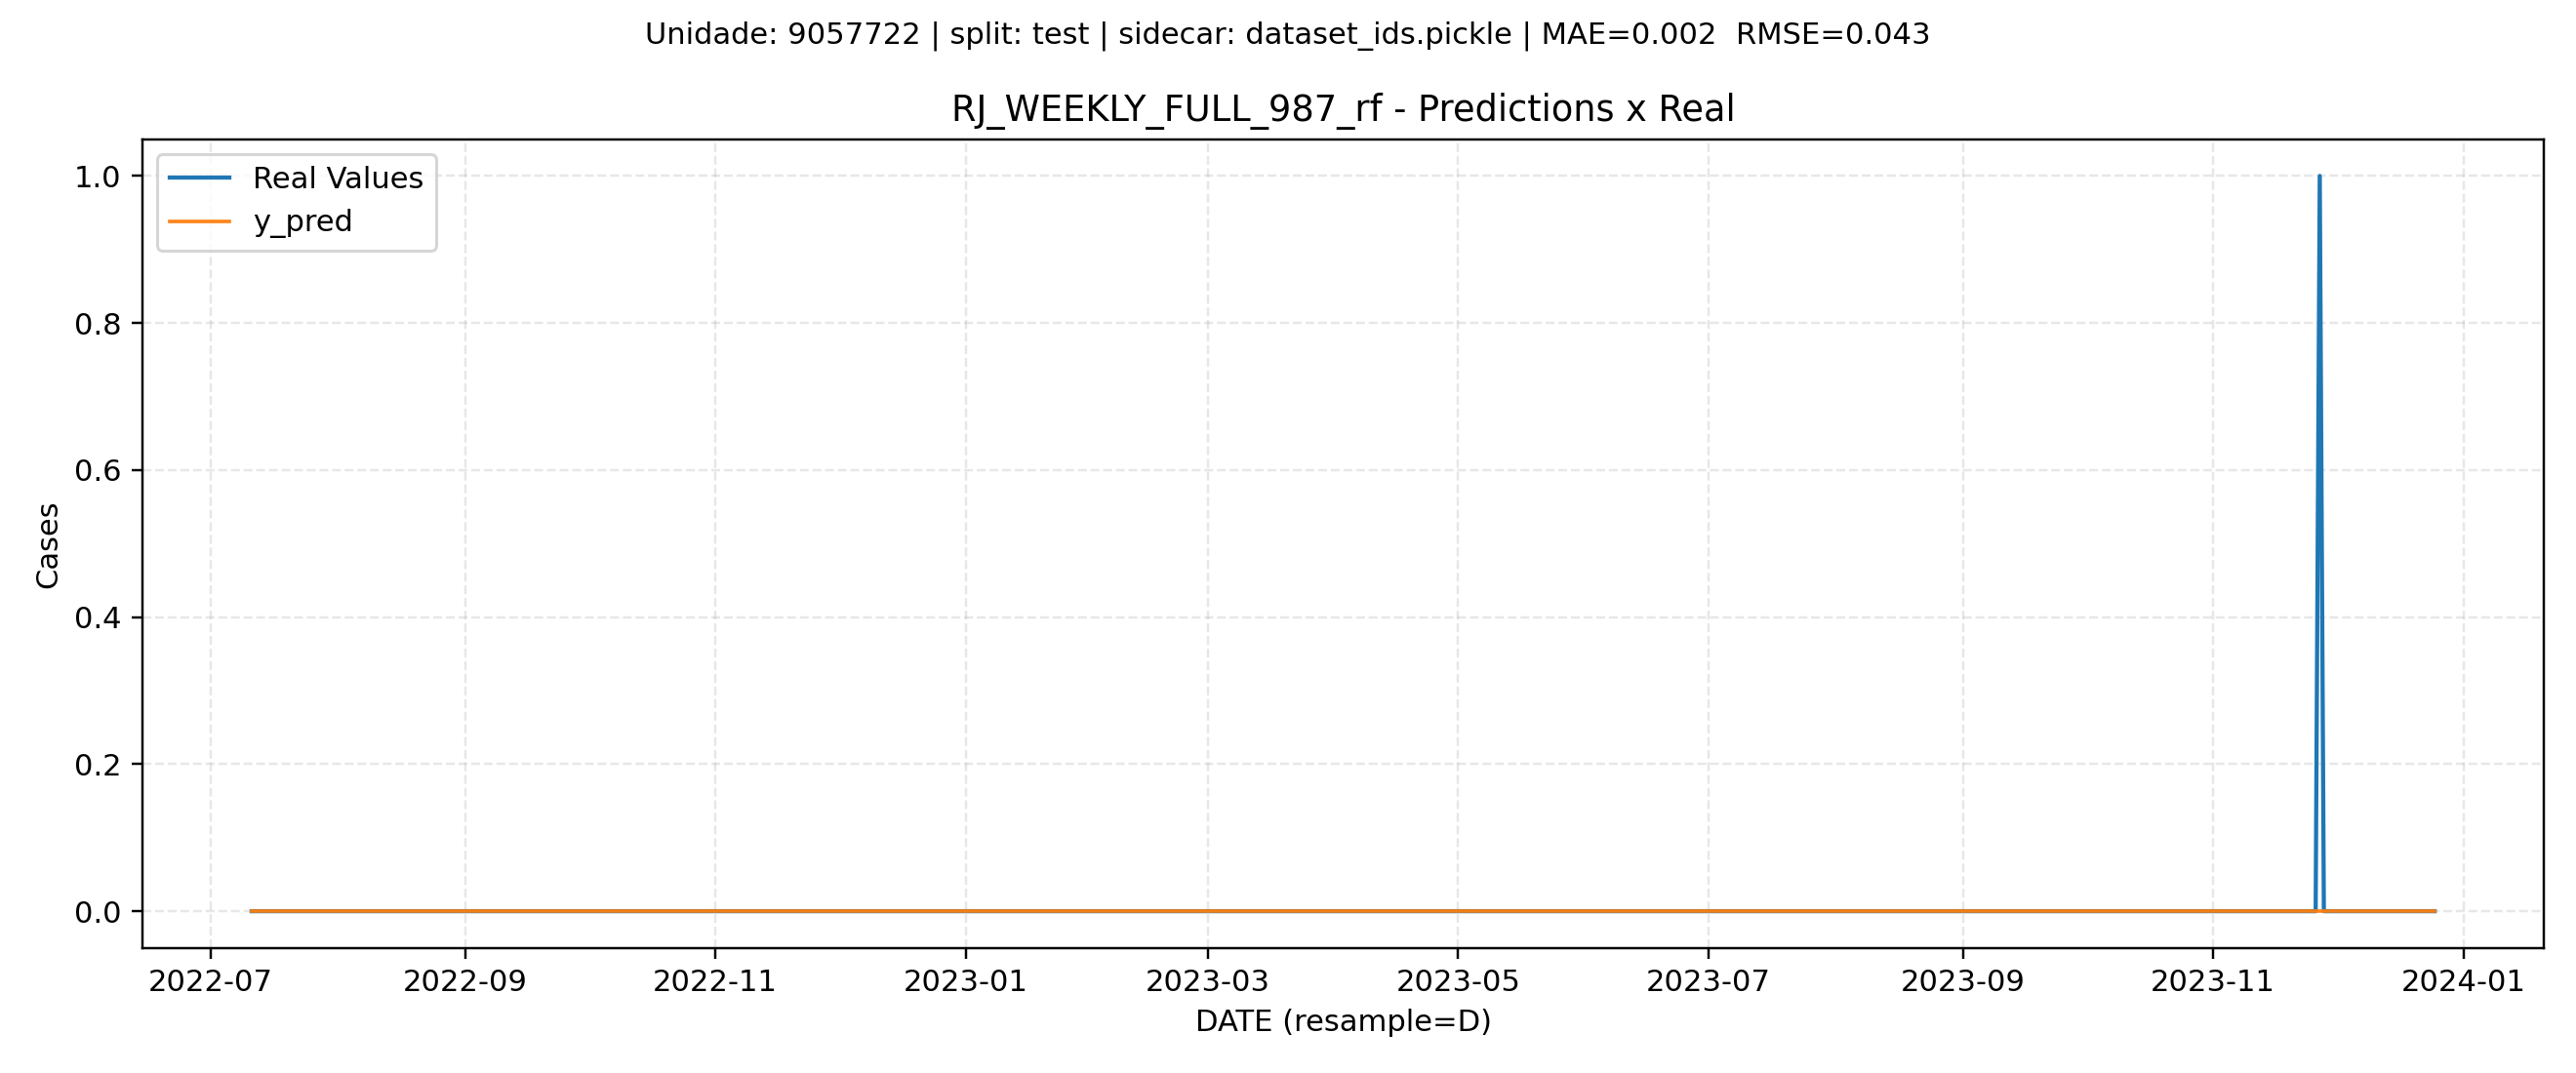 Unidade: 9057722 | split: test | sidecar: dataset_ids.pickle | MAE=0.002  RMSE=0.043
RJ_WEEKLY_FULL_987_rf - Predictions x Real
Real Values
y_pred
1.0
0.8
0.6
0.4
0.2
0.0
Cases
2022-07
2022-09
2022-11
2023-01
2023-03
2023-05
2023-07
2023-09
2023-11
2024-01
DATE (resample=D)